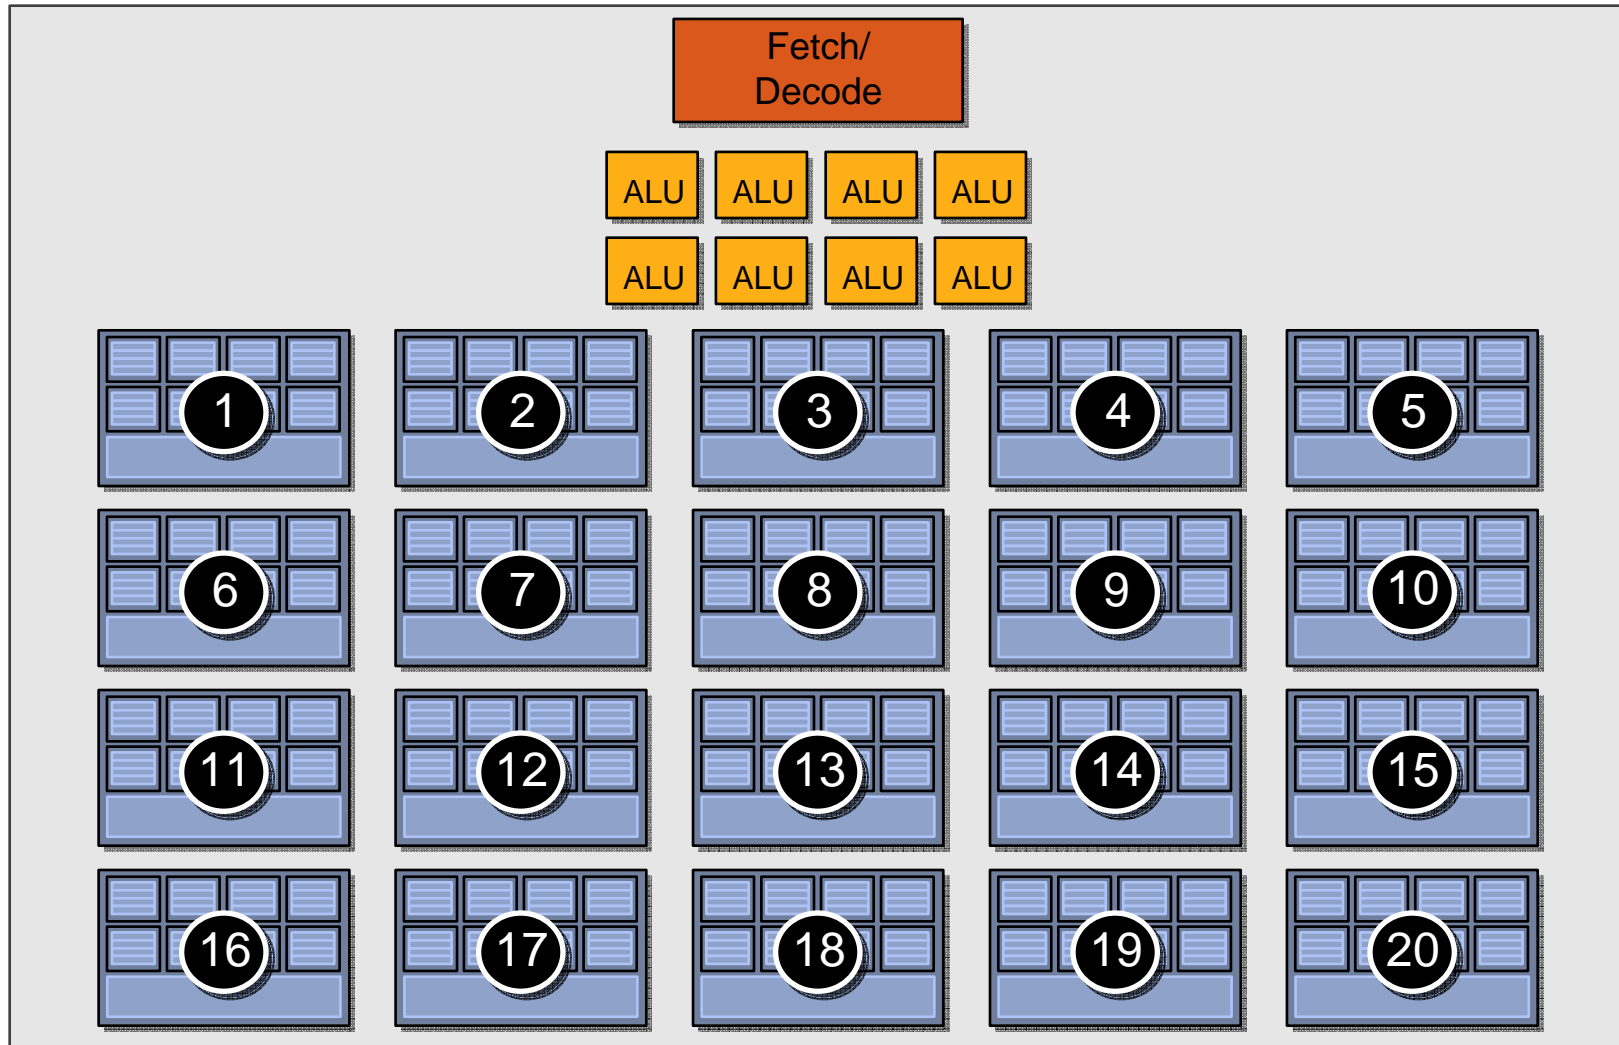 Fetch/
Decode
ALU ALU ALU ALU
ALU ALU ALU ALU
1 2 3 4 5
6 7 8 9 10
11 12 13 14 15
16 17 18 19 20